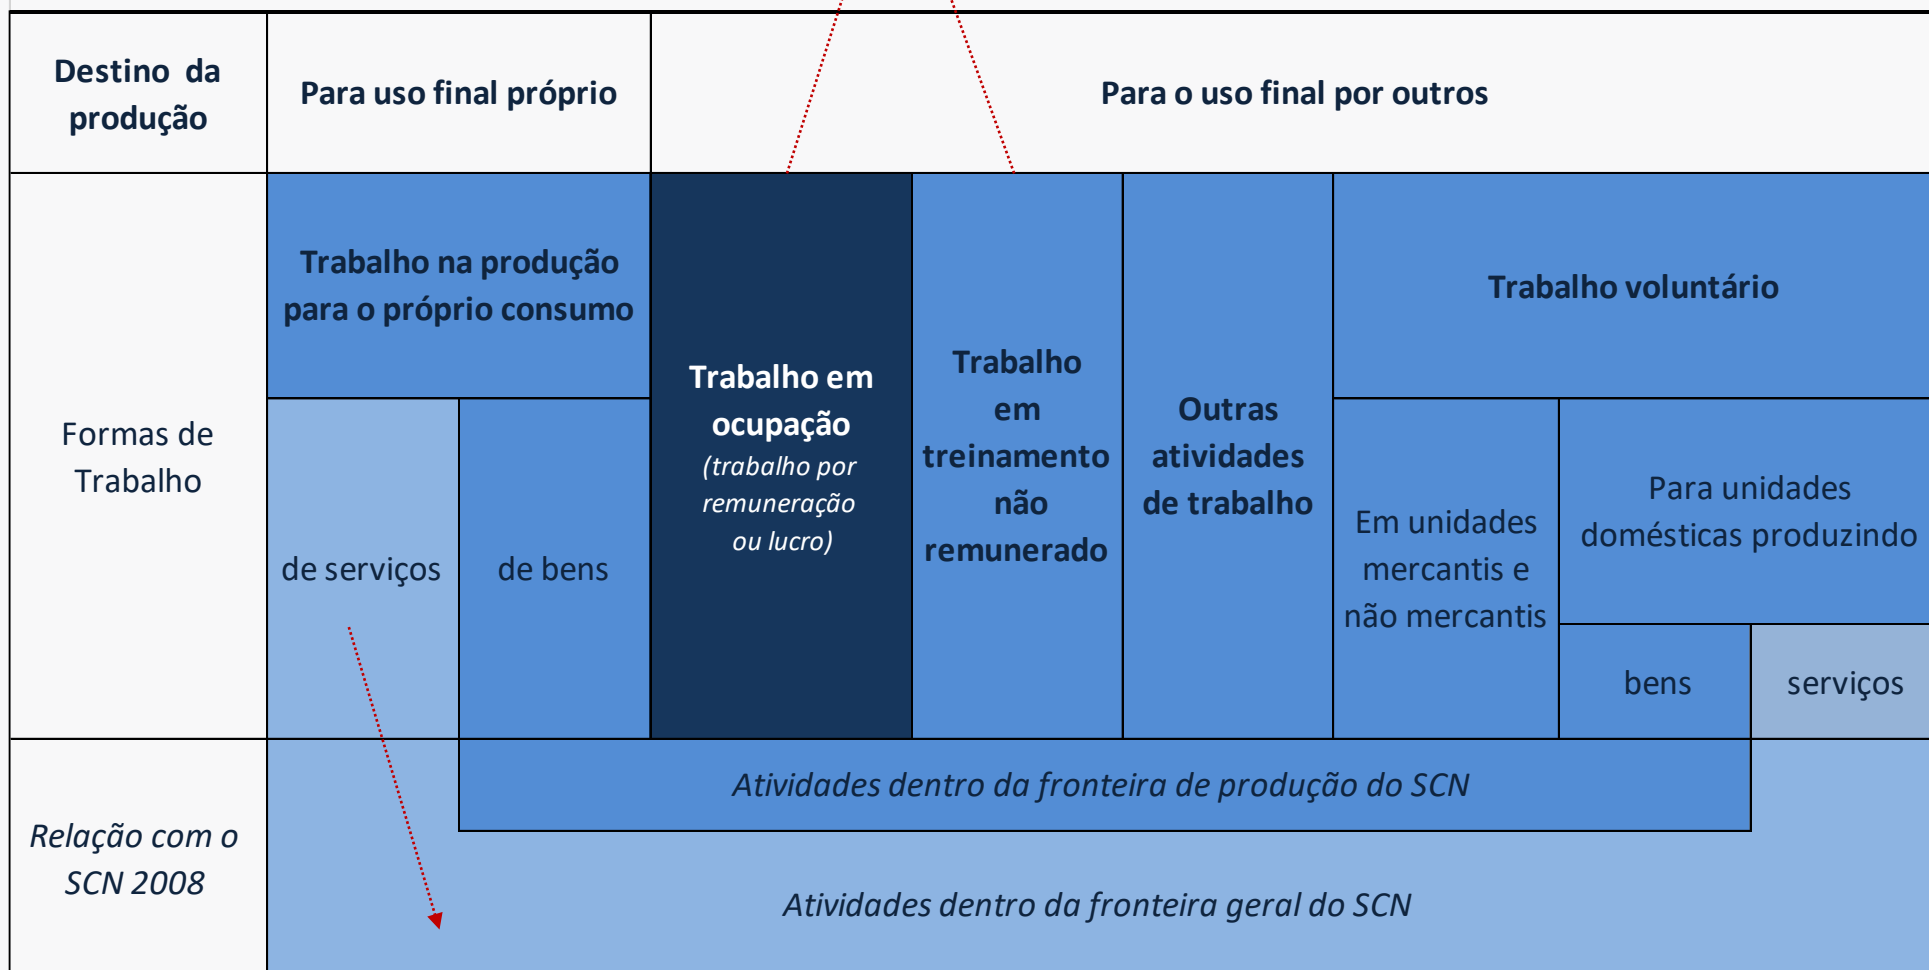 Destino da
produção
Para uso final próprio
Para o uso final por outros
Formas de
Trabalho
Trabalho na produção
para o próprio consumo
de serviços
de bens
Trabalho em
ocupação
(trabalho por
remuneração
ou lucro)
Trabalho
em
treinamento
não
remunerado
Outras
atividades
de trabalho
Trabalho voluntário
Em unidades
mercantis e
não mercantis
Para unidades
domésticas produzindo
bens
serviços
Relação com o
SCN 2008
Atividades dentro da fronteira de produção do SCN
Atividades dentro da fronteira geral do SCN